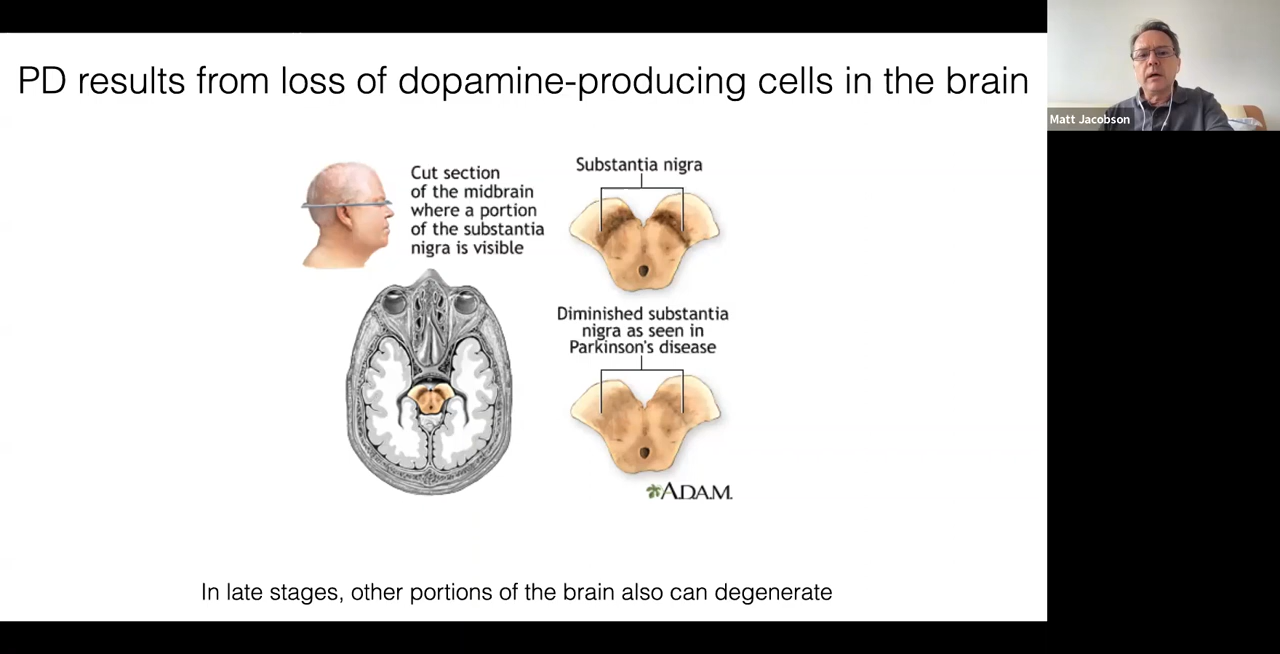 PD results from loss of dopamine-producing cells in the brain
Matt Jacobson
Cut section
of the midbrain
where a portion
of the substantia
nigra is visible
Substantia nigra
Diminished substantia
nigra as seen in
Parkinson's disease
ADAM.
In late stages, other portions of the brain also can degenerate